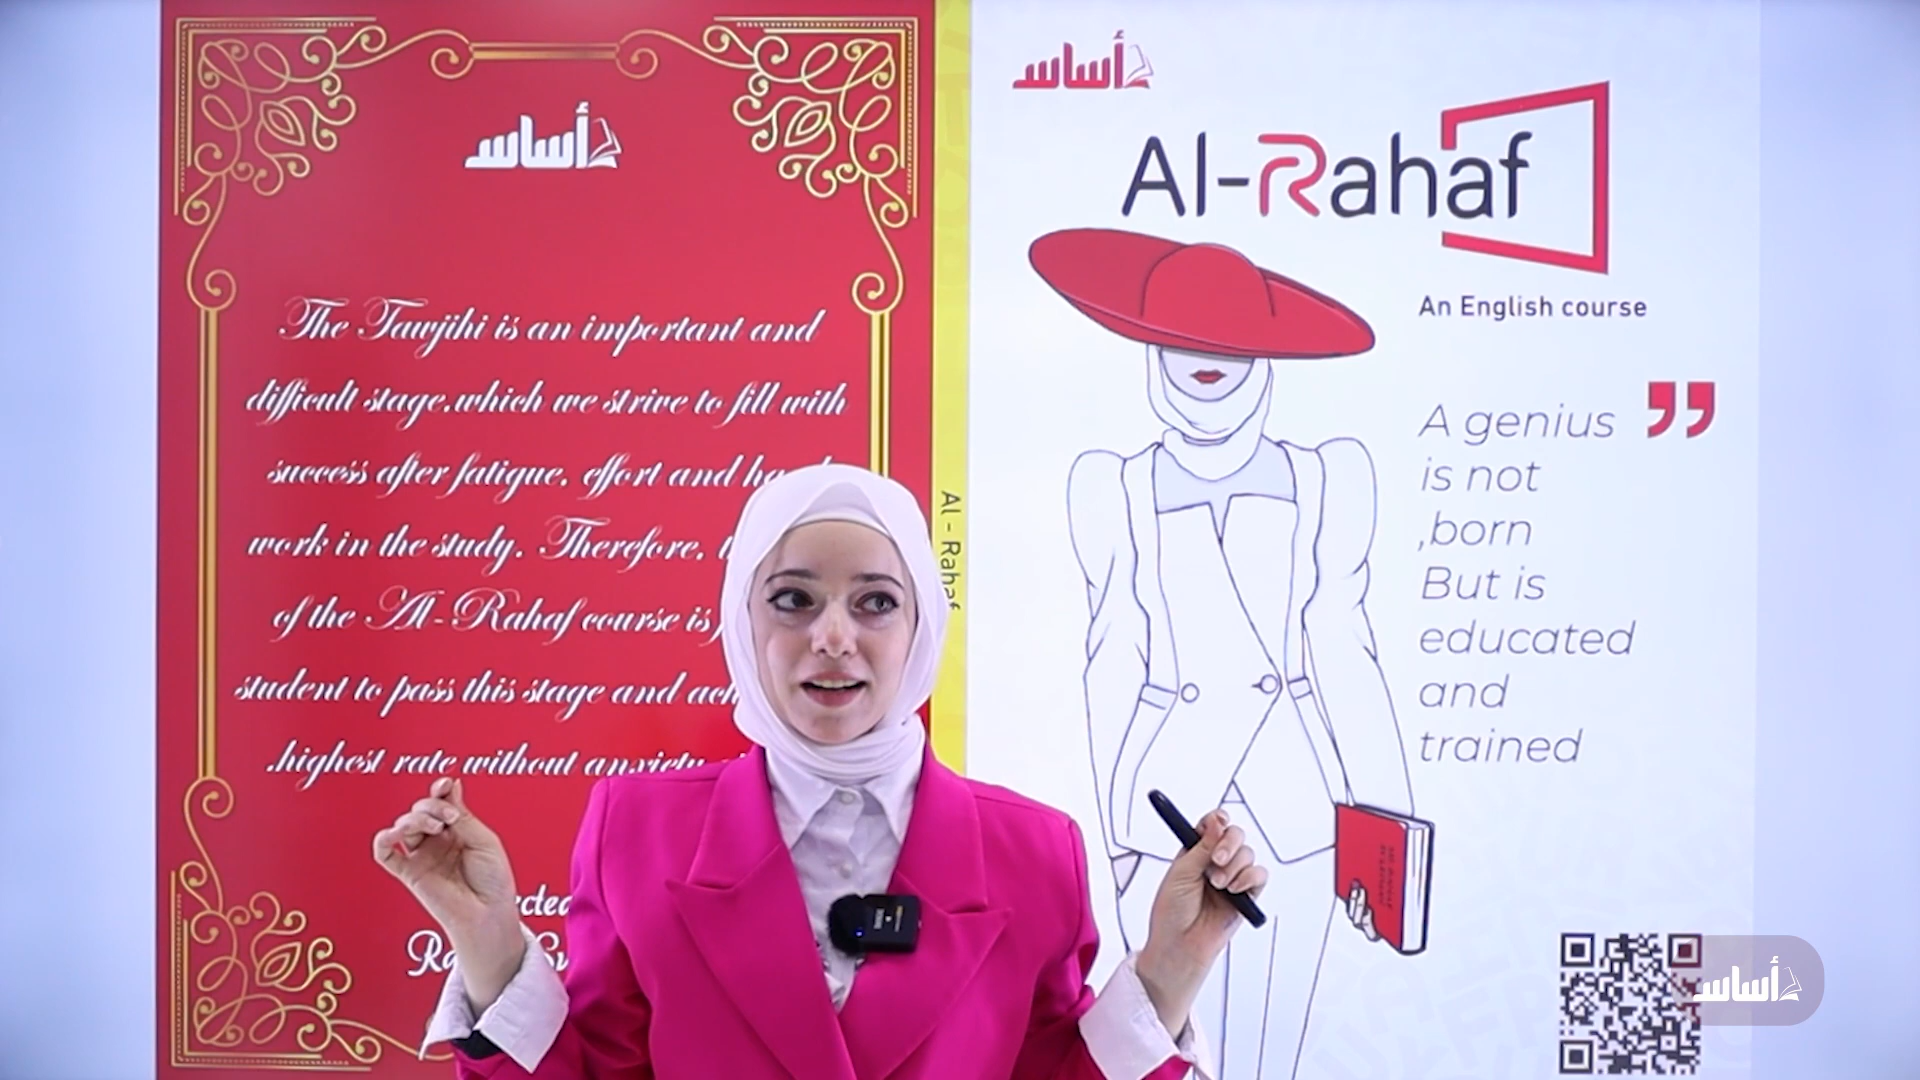 أساس
The Tawjihi is an important and
difficult stage.which we strive to fill with
success after fatigue. effort and
work in the study. Therefore.
of the Al-Rahaf course is
student to pass this stage and
.highest rate without anxiety
Al - Rahaf
أساس
Al-Rahaf
An English course
”
A genius
is not
,born
But is
educated
and
trained
أساس